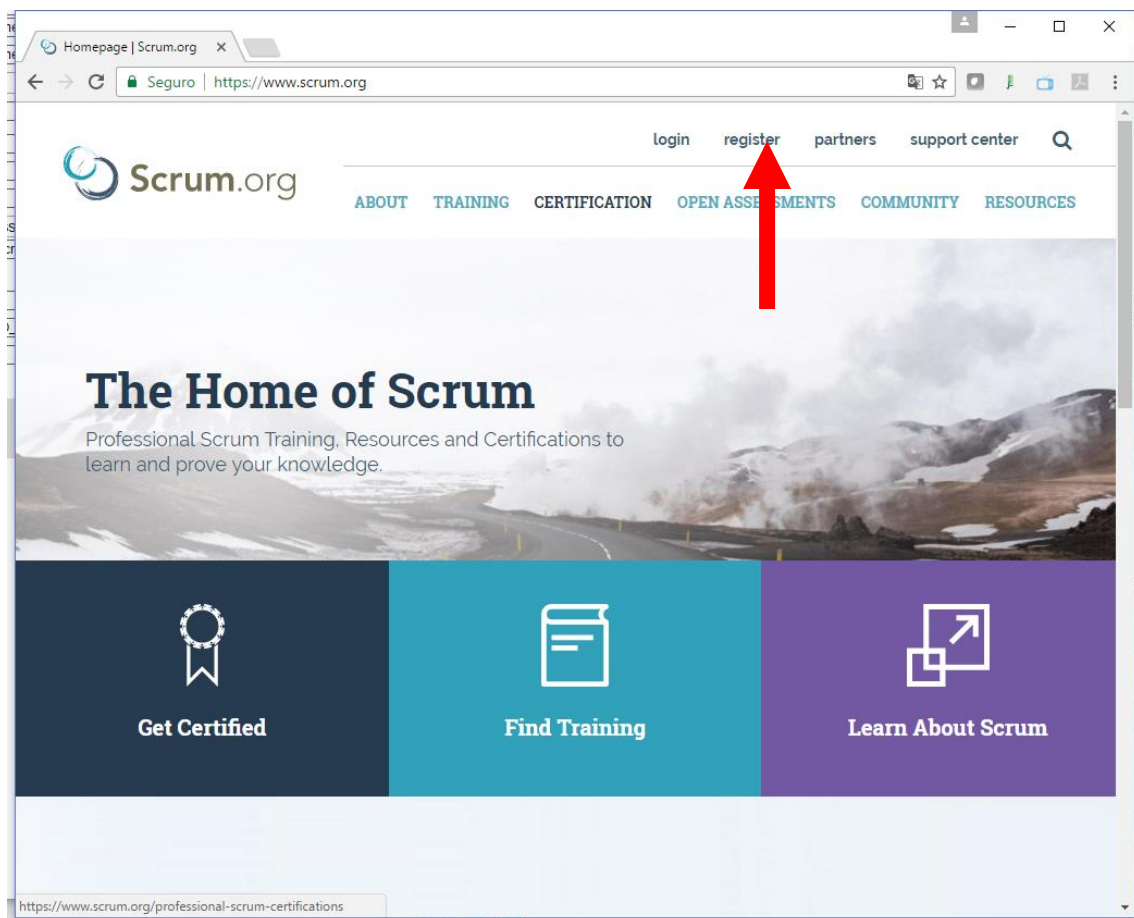 Homepage | Scrum.org
Seguro | https://www.scrum.org
login register partners support center
Scrum.org
ABOUT TRAINING CERTIFICATION OPEN ASSESSMENTS COMMUNITY RESOURCES
The Home of Scrum
Professional Scrum Training, Resources and Certifications to
learn and prove your knowledge.
Get Certified
Find Training
Learn About Scrum
https://www.scrum.org/professional-scrum-certifications